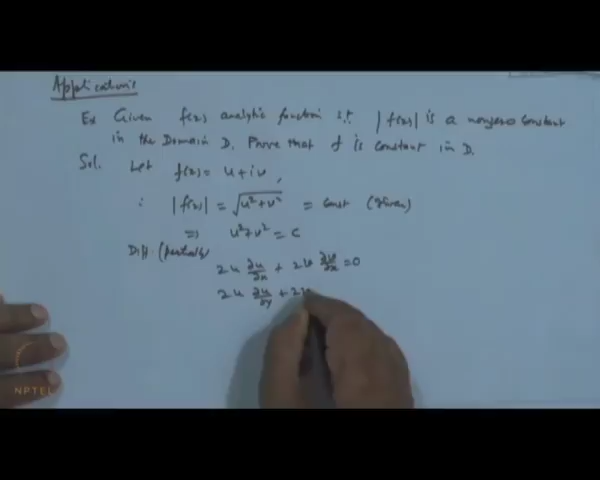 Applications
Ex Given f(z) analytic function s.t. |f(z)| is a nonzero constant
in the Domain D. Prove that f is constant in D.
Sol. Let f(z) = u + iv,
∴ |f(z)| = √(u²+v²) = const (given)
⇒ u²+v² = c
Diff. (partially)
2u ∂u/∂x + 2v ∂v/∂x = 0
2u ∂u/∂y + 2v
NPTEL